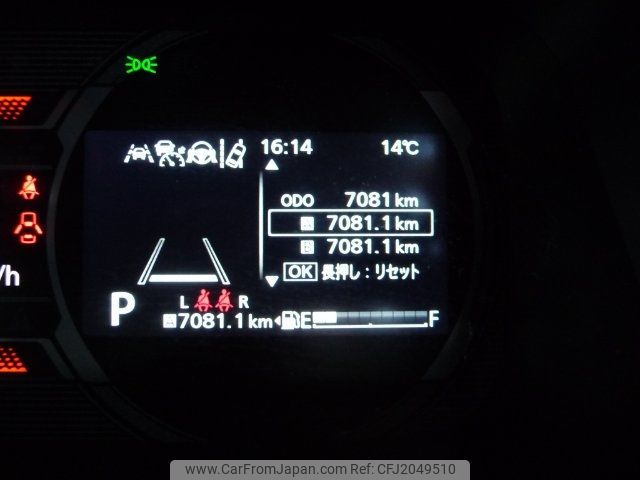 16:14 14℃
ODO 7081 km
A 7081.1 km
B 7081.1 km
OK 長押し：リセット
/h
P
L R
A 7081.1 km
E F
www.CarFromJapan.com Ref: CFJ2049510